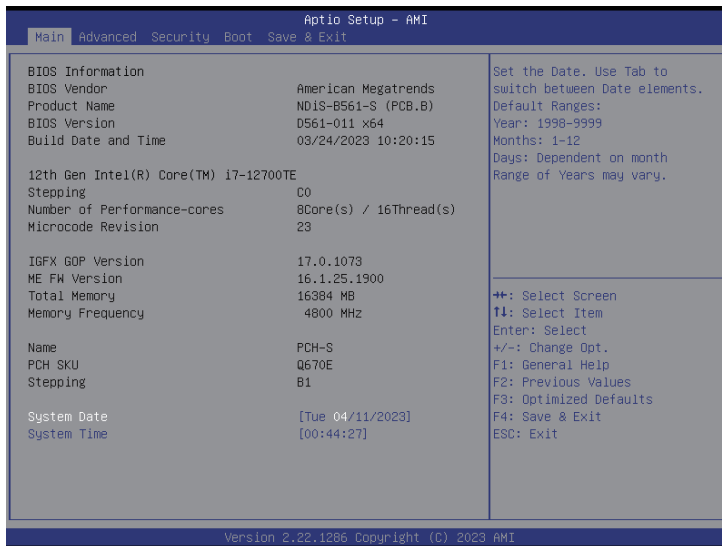 Aptio Setup – AMI
Main Advanced Security Boot Save & Exit
BIOS Information
BIOS Vendor American Megatrends
Product Name NDiS-B561-S (PCB.B)
BIOS Version D561-011 x64
Build Date and Time 03/24/2023 10:20:15
12th Gen Intel(R) Core(TM) i7-12700TE
Stepping C0
Number of Performance-cores 8Core(s) / 16Thread(s)
Microcode Revision 23
IGFX GOP Version 17.0.1073
ME FW Version 16.1.25.1900
Total Memory 16384 MB
Memory Frequency 4800 MHz
Name PCH-S
PCH SKU Q670E
Stepping B1
System Date [Tue 04/11/2023]
System Time [00:44:27]
Set the Date. Use Tab to
switch between Date elements.
Default Ranges:
Year: 1998-9999
Months: 1-12
Days: Dependent on month
Range of Years may vary.
→←: Select Screen
↑↓: Select Item
Enter: Select
+/-: Change Opt.
F1: General Help
F2: Previous Values
F3: Optimized Defaults
F4: Save & Exit
ESC: Exit
Version 2.22.1286 Copyright (C) 2023 AMI